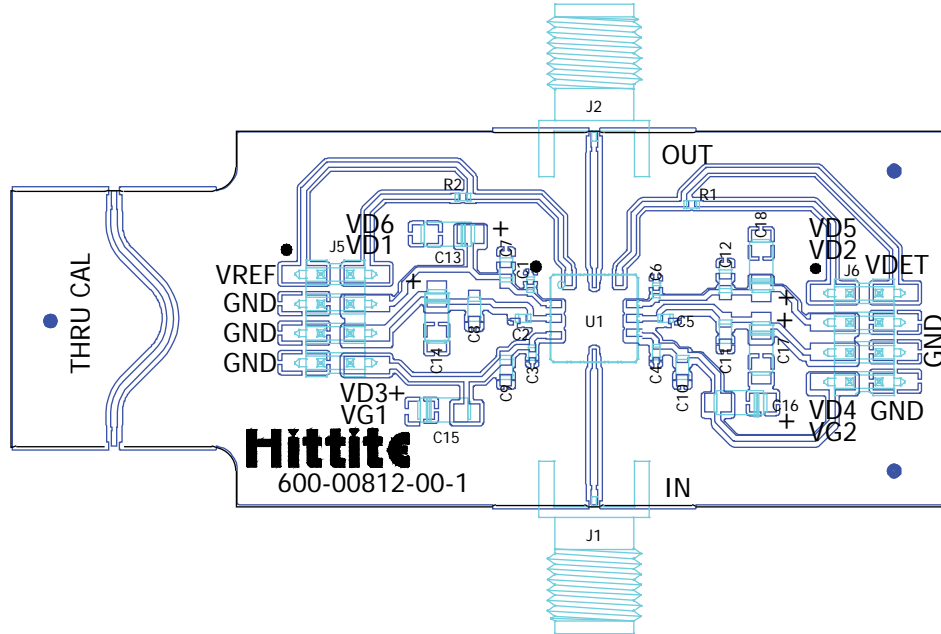 J2
OUT
R2
R1
VD6
VD1
J5
C13
+
C7
C1
C6
C12
C18
VD5
VD2
J6
VDET
VREF
GND
GND
GND
THRU CAL
+
C14
C8
C2
C3
U1
C5
C4
C11
C17
+
+
GND
VD3+
VG1
C15
C9
C10
C16
+
VD4
VG2
GND
Hittite
600-00812-00-1
IN
J1